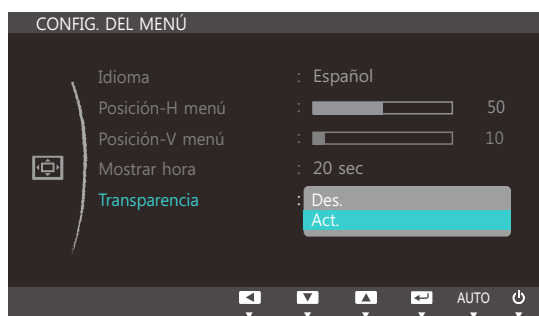 CONFIG. DEL MENÚ
Idioma : Español
Posición-H menú : 50
Posición-V menú : 10
Mostrar hora : 20 sec
Transparencia : Des.
Act.
AUTO